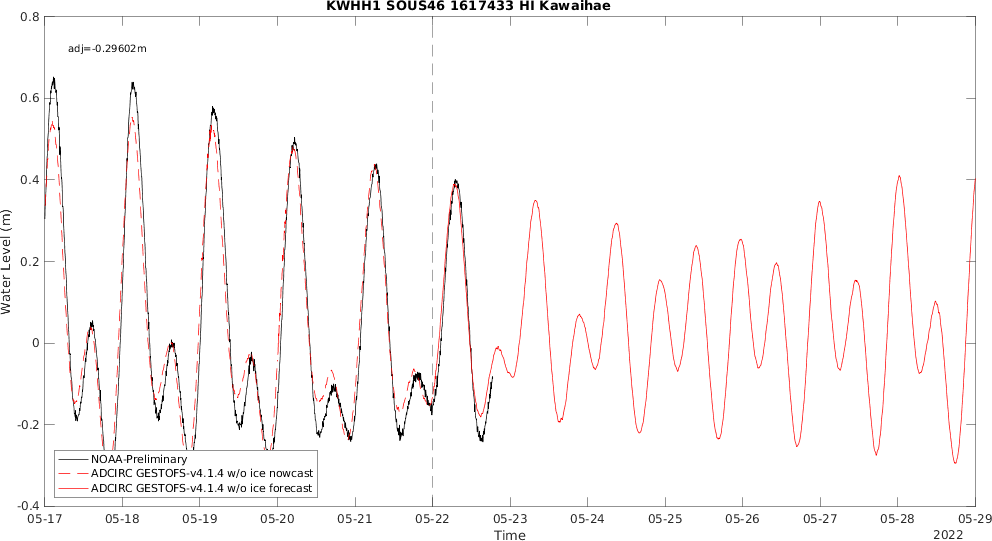 KWHH1 SOUS46 1617433 HI Kawaihae
adj=-0.29602m
0.8
0.6
0.4
0.2
0
-0.2
-0.4
Water Level (m)
NOAA-Preliminary
ADCIRC GESTOFS-v4.1.4 w/o ice nowcast
ADCIRC GESTOFS-v4.1.4 w/o ice forecast
05-17 05-18 05-19 05-20 05-21 05-22 05-23 05-24 05-25 05-26 05-27 05-28 05-29
Time
2022